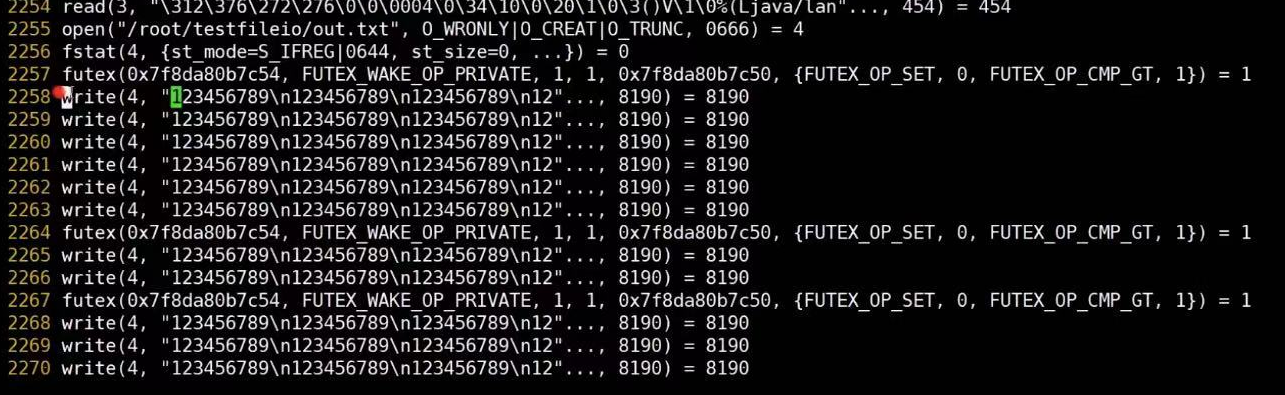 2254 read(3, "\312\376\272\276\0\0\0004\0\34\10\0\20\1\0\3()V\1\0%(Ljava/lan"..., 454) = 454
2255 open("/root/testfileio/out.txt", O_WRONLY|O_CREAT|O_TRUNC, 0666) = 4
2256 fstat(4, {st_mode=S_IFREG|0644, st_size=0, ...}) = 0
2257 futex(0x7f8da80b7c54, FUTEX_WAKE_OP_PRIVATE, 1, 1, 0x7f8da80b7c50, {FUTEX_OP_SET, 0, FUTEX_OP_CMP_GT, 1}) = 1
2258 write(4, "123456789\n123456789\n123456789\n12"..., 8190) = 8190
2259 write(4, "123456789\n123456789\n123456789\n12"..., 8190) = 8190
2260 write(4, "123456789\n123456789\n123456789\n12"..., 8190) = 8190
2261 write(4, "123456789\n123456789\n123456789\n12"..., 8190) = 8190
2262 write(4, "123456789\n123456789\n123456789\n12"..., 8190) = 8190
2263 write(4, "123456789\n123456789\n123456789\n12"..., 8190) = 8190
2264 futex(0x7f8da80b7c54, FUTEX_WAKE_OP_PRIVATE, 1, 1, 0x7f8da80b7c50, {FUTEX_OP_SET, 0, FUTEX_OP_CMP_GT, 1}) = 1
2265 write(4, "123456789\n123456789\n123456789\n12"..., 8190) = 8190
2266 write(4, "123456789\n123456789\n123456789\n12"..., 8190) = 8190
2267 futex(0x7f8da80b7c54, FUTEX_WAKE_OP_PRIVATE, 1, 1, 0x7f8da80b7c50, {FUTEX_OP_SET, 0, FUTEX_OP_CMP_GT, 1}) = 1
2268 write(4, "123456789\n123456789\n123456789\n12"..., 8190) = 8190
2269 write(4, "123456789\n123456789\n123456789\n12"..., 8190) = 8190
2270 write(4, "123456789\n123456789\n123456789\n12"..., 8190) = 8190